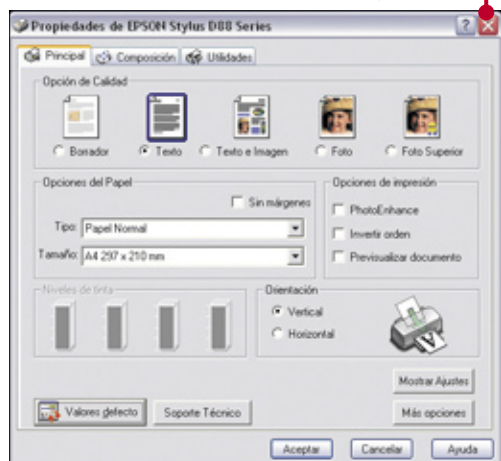 Propiedades de EPSON Stylus D88 Series
Principal Composición Utilidades
Opción de Calidad
Borrador Texto Texto e Imagen Foto Foto Superior
Opciones del Papel
Sin márgenes
Tipo: Papel Normal
Tamaño: A4 297 x 210 mm
Opciones de impresión
PhotoEnhance
Invertir orden
Previsualizar documento
Niveles de tinta
Orientación
Vertical
Horizontal
Mostrar Ajustes
Valores defecto Soporte Técnico Más opciones
Aceptar Cancelar Ayuda